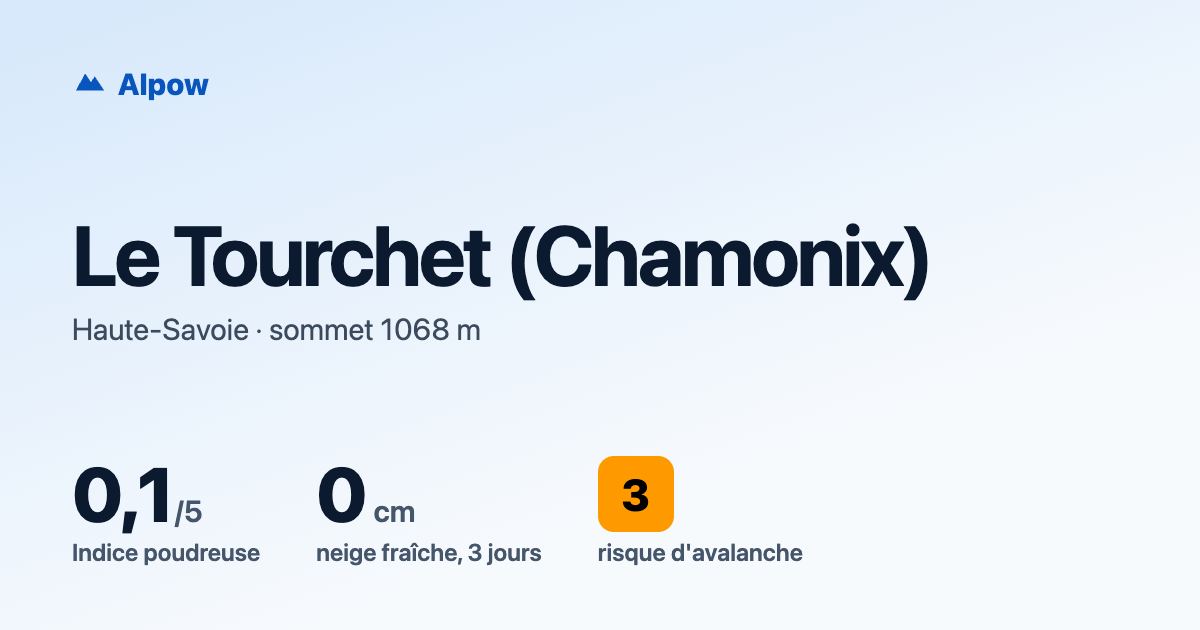 Alpow
Le Tourchet (Chamonix)
Haute-Savoie · sommet 1068 m
0,1/5
Indice poudreuse
0 cm
neige fraîche, 3 jours
3
risque d'avalanche